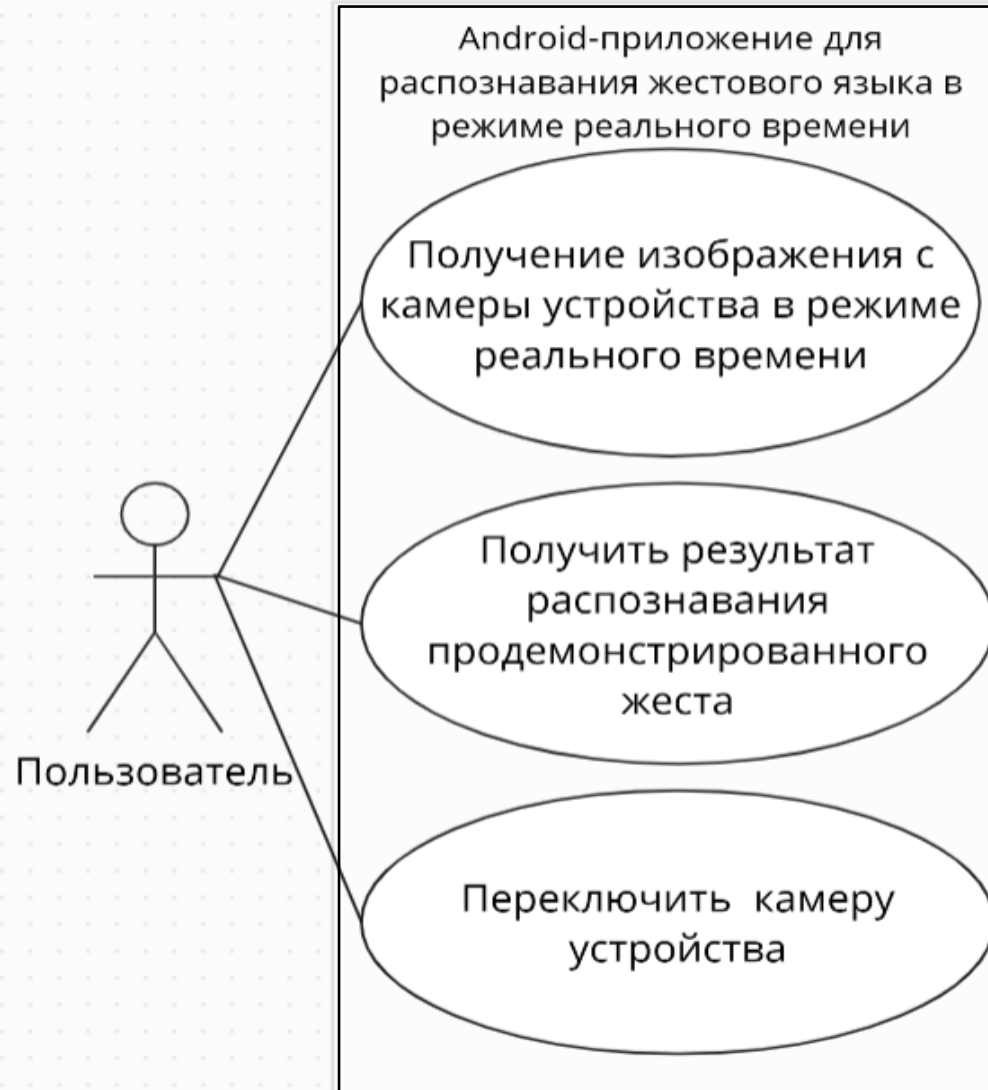 Android-приложение для
распознавания жестового языка в
режиме реального времени
Получение изображения с
камеры устройства в режиме
реального времени
Получить результат
распознавания
продемонстрированного
жеста
Пользователь
Переключить камеру
устройства